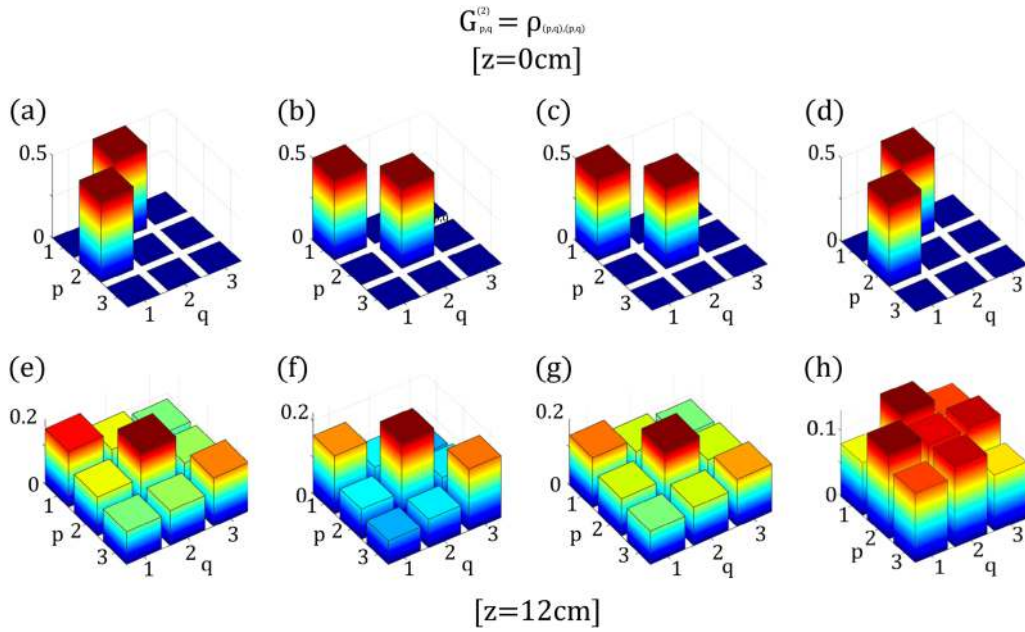 G(2)p,q = ρ(p,q),(p,q)
[z=0cm]
(a) (b) (c) (d)
0.5 0.5 0.5 0.5
0 0 0 0
1 1 1 1
2 2 2 2
3 3 3 3
p p p p
1 1 1 1
2 2 2 2
3 3 3 3
q q q q
(e) (f) (g) (h)
0.2 0.2 0.2 0.1
0 0 0 0
1 1 1 1
2 2 2 2
3 3 3 3
p p p p
1 1 1 1
2 2 2 2
3 3 3 3
q q q q
[z=12cm]